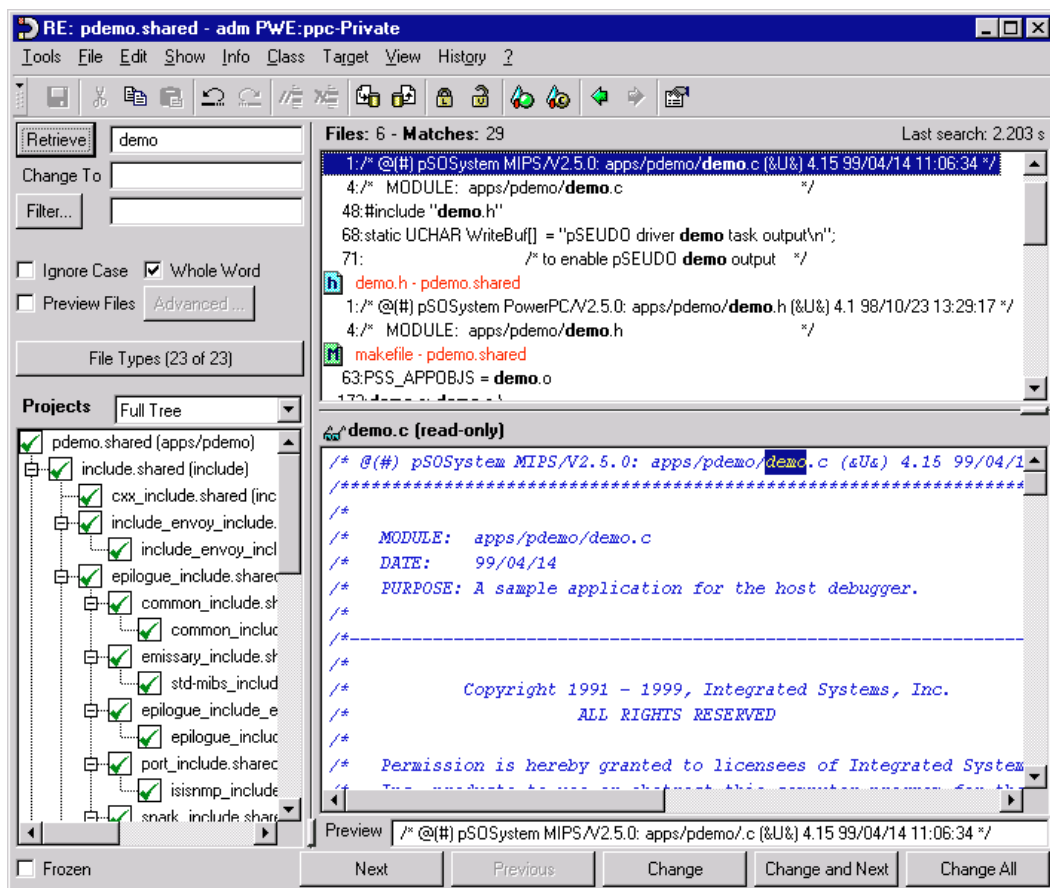 RE: pdemo.shared - adm PWE:ppc-Private
Tools File Edit Show Info Class Target View History ?
Retrieve demo
Change To
Filter...
Ignore Case Whole Word
Preview Files Advanced ...
File Types (23 of 23)
Projects Full Tree
pdemo.shared (apps/pdemo)
include.shared (include)
cxx_include.shared (inc
include_envoy_include.
include_envoy_incl
epilogue_include.shared
common_include.sh
common_includ
emissary_include.sh
std-mibs_includ
epilogue_include_e
epilogue_includ
port_include.shared
isisnmp_include
snark_include.share
Frozen
Files: 6 - Matches: 29 Last search: 2.203 s
1:/* @(#) pSOSystem MIPS/V2.5.0: apps/pdemo/demo.c (&U&) 4.15 99/04/14 11:06:34 */
4:/* MODULE: apps/pdemo/demo.c */
48:#include "demo.h"
68:static UCHAR WriteBuf[] = "pSEUDO driver demo task output\n";
71: /* to enable pSEUDO demo output */
demo.h - pdemo.shared
1:/* @(#) pSOSystem PowerPC/V2.5.0: apps/pdemo/demo.h (&U&) 4.1 98/10/23 13:29:17 */
4:/* MODULE: apps/pdemo/demo.h */
makefile - pdemo.shared
63:PSS_APPOBJS = demo.o
demo.c (read-only)
/* @(#) pSOSystem MIPS/V2.5.0: apps/pdemo/demo.c (&U&) 4.15 99/04/1
/*******************************************************************
/*
/* MODULE: apps/pdemo/demo.c
/* DATE: 99/04/14
/* PURPOSE: A sample application for the host debugger.
/*
/*------------------------------------------------------------------
/*
/* Copyright 1991 - 1999, Integrated Systems, Inc.
/* ALL RIGHTS RESERVED
/*
/* Permission is hereby granted to licensees of Integrated System
Preview /* @(#) pSOSystem MIPS/V2.5.0: apps/pdemo/.c (&U&) 4.15 99/04/14 11:06:34 */
Next Previous Change Change and Next Change All